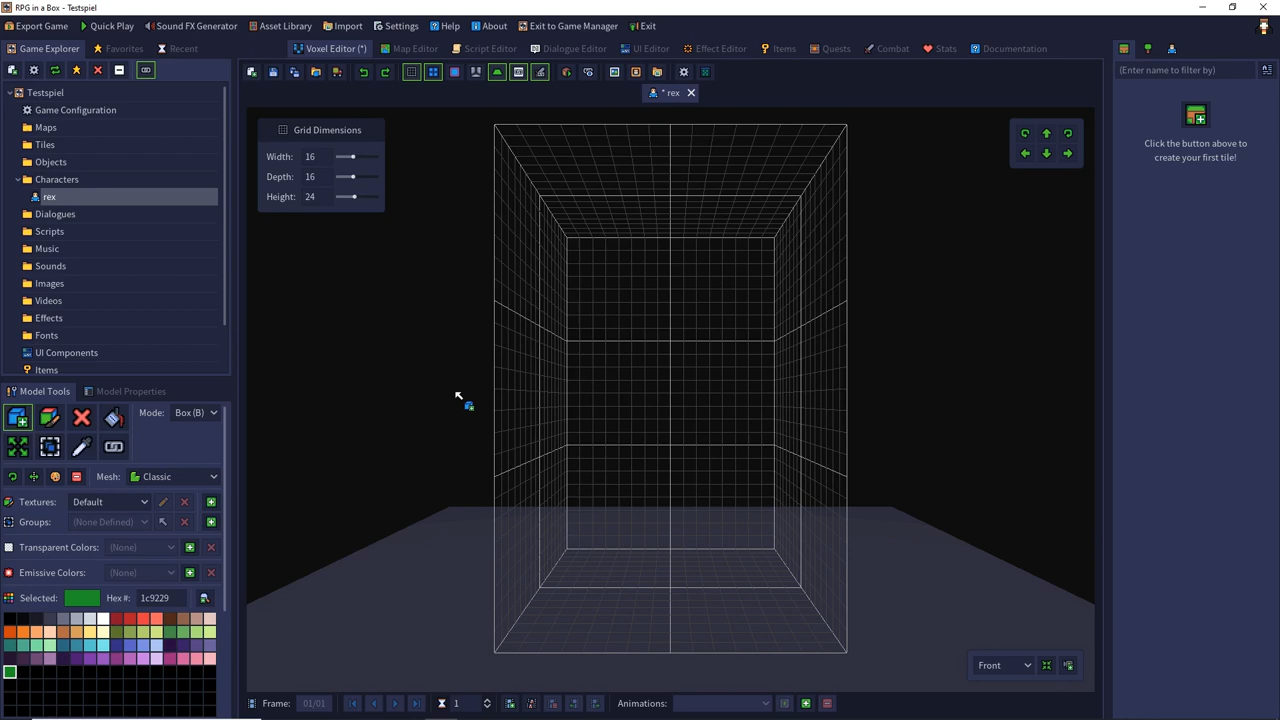 RPG in a Box - Testspiel
Export Game Quick Play Sound FX Generator Asset Library Import Settings Help About Exit to Game Manager Exit
Game Explorer Favorites Recent Voxel Editor (*) Map Editor Script Editor Dialogue Editor UI Editor Effect Editor Items Quests Combat Stats Documentation
(Enter name to filter by)
* rex
Testspiel
Game Configuration
Maps
Tiles
Objects
Characters
rex
Dialogues
Scripts
Music
Sounds
Images
Videos
Effects
Fonts
UI Components
Items
Grid Dimensions
Width: 16
Depth: 16
Height: 24
Click the button above to
create your first tile!
Model Tools Model Properties
Mode: Box (B)
Mesh: Classic
Textures: Default
Groups: (None Defined)
Transparent Colors: (None)
Emissive Colors: (None)
Selected: Hex #: 1c9229
Front
Frame: 01/01 1 Animations: